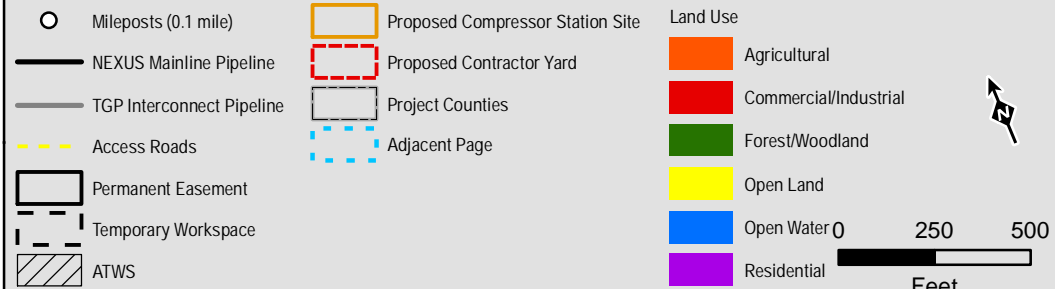 Mileposts (0.1 mile)
NEXUS Mainline Pipeline
TGP Interconnect Pipeline
Access Roads
Permanent Easement
Temporary Workspace
ATWS
Proposed Compressor Station Site
Proposed Contractor Yard
Project Counties
Adjacent Page
Land Use
Agricultural
Commercial/Industrial
Forest/Woodland
Open Land
Open Water
Residential
N
0 250 500
Feet